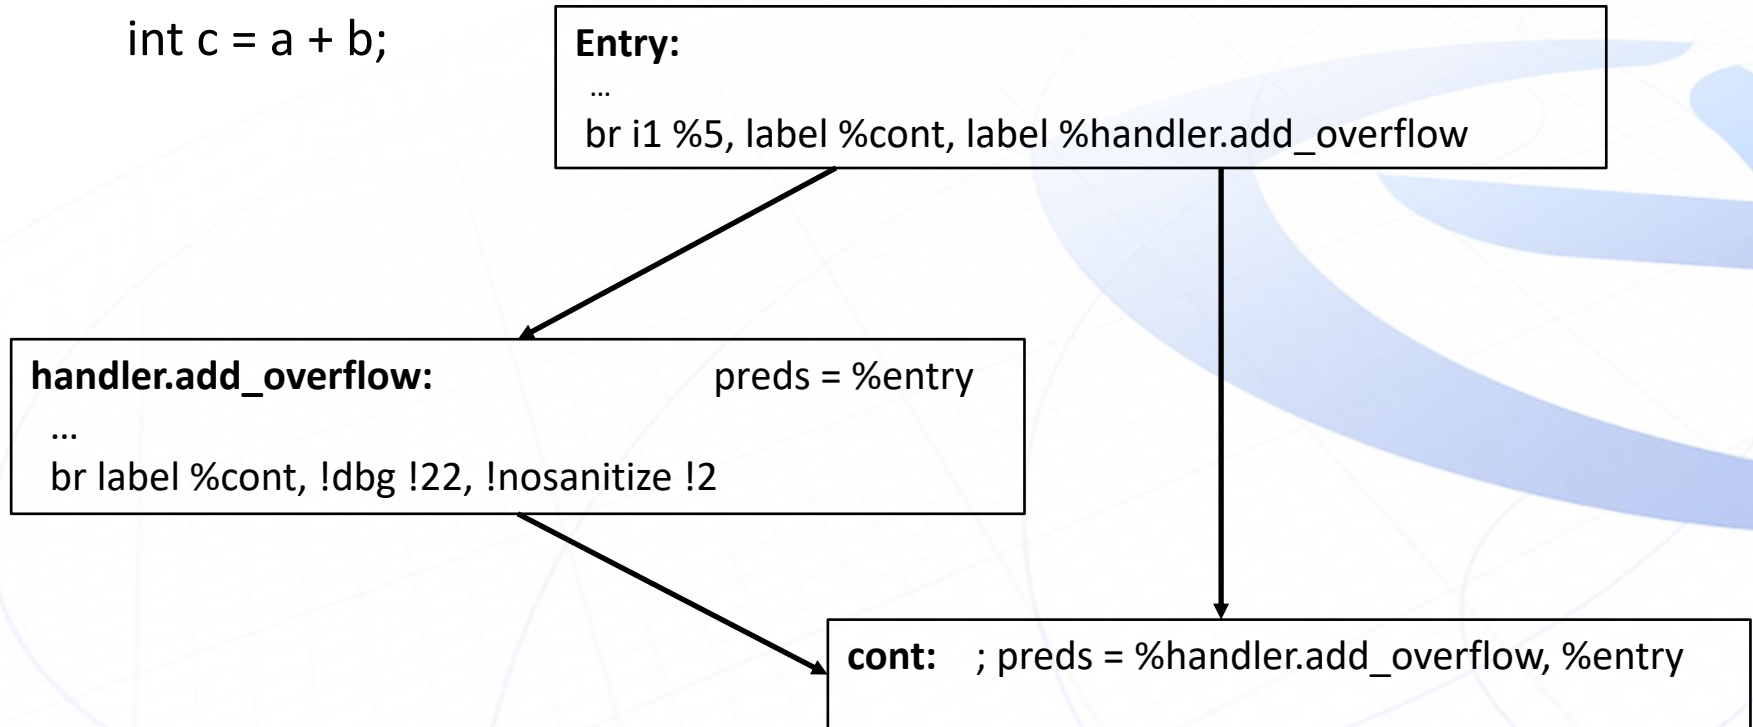 int c = a + b;
Entry:
...
br i1 %5, label %cont, label %handler.add_overflow
handler.add_overflow: preds = %entry
...
br label %cont, !dbg !22, !nosanitize !2
cont: ; preds = %handler.add_overflow, %entry